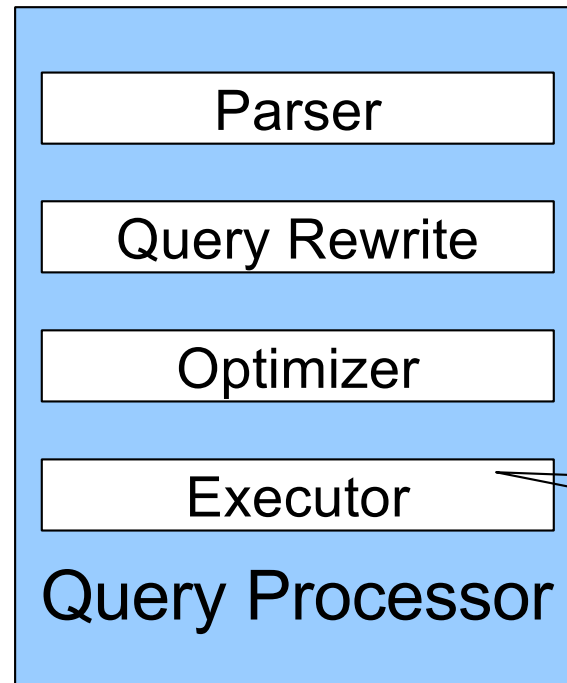 Parser
Query Rewrite
Optimizer
Executor
Query Processor